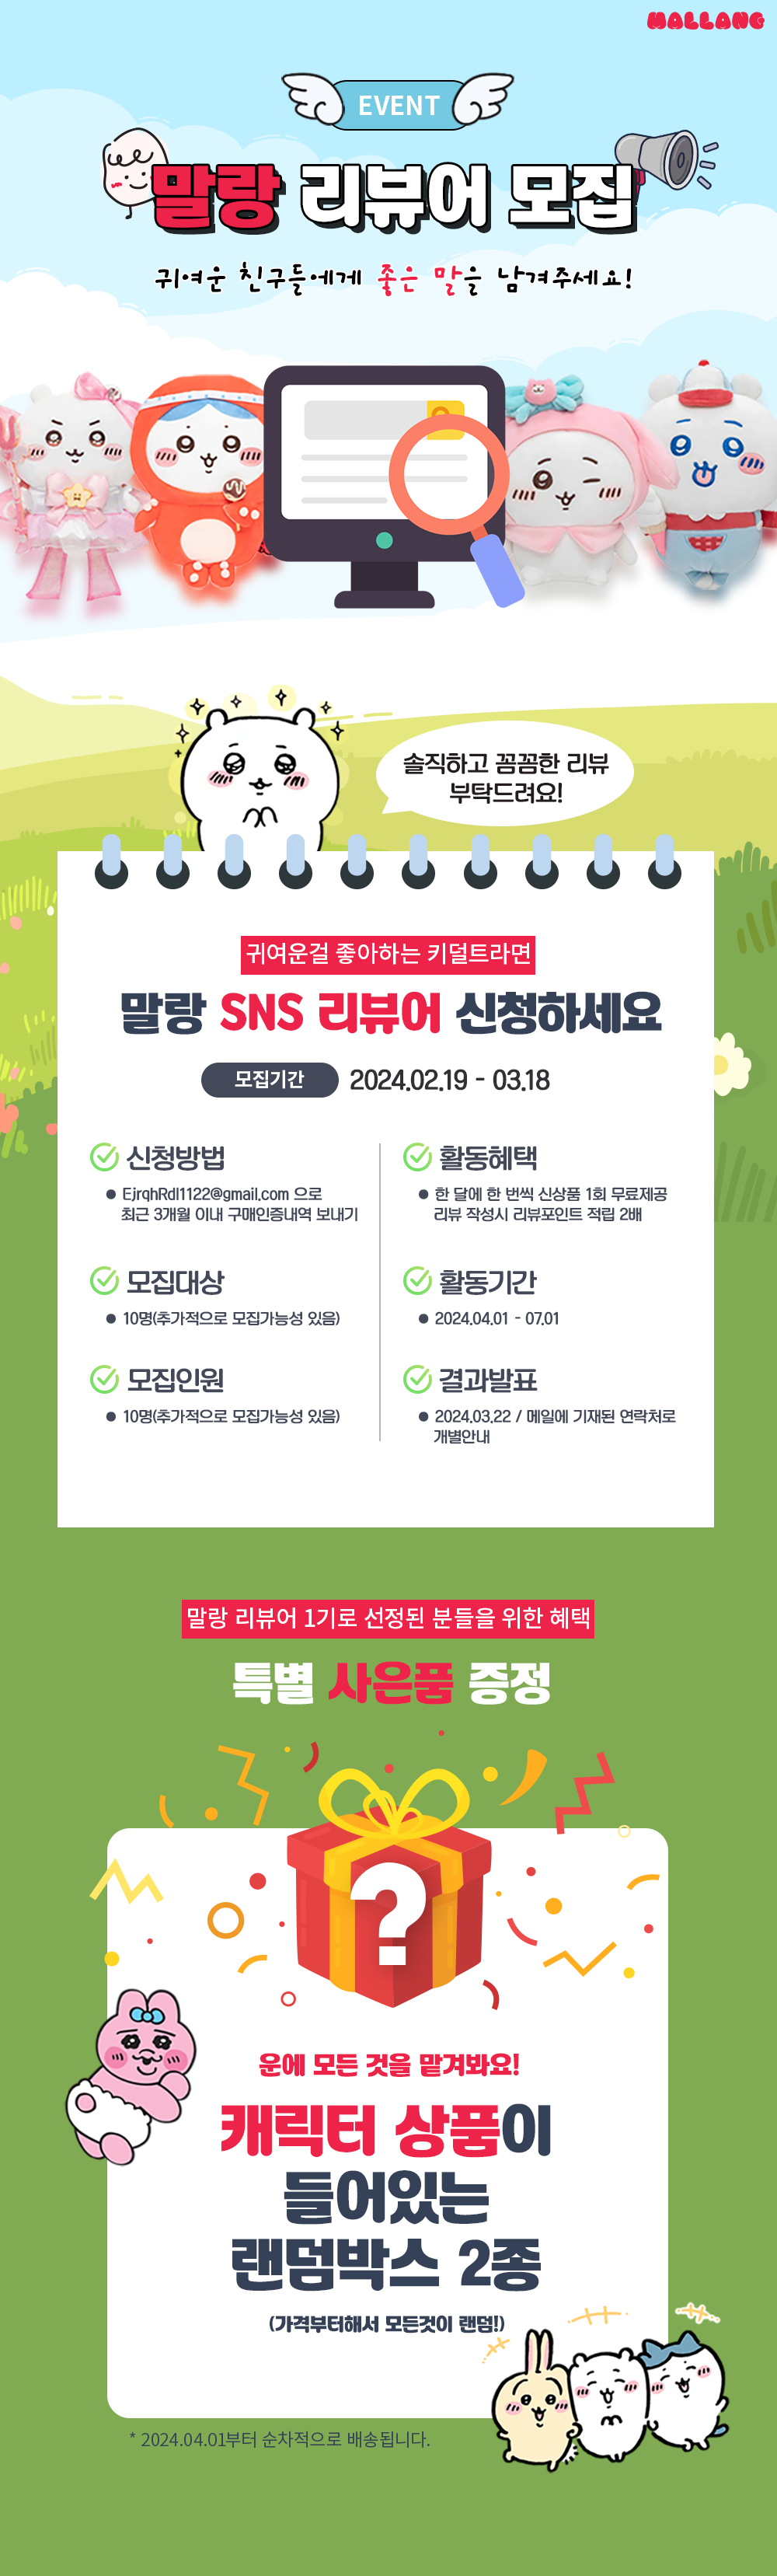 MALLANG
EVENT
말랑 리뷰어 모집
귀여운 친구들에게 좋은 말을 남겨주세요!
솔직하고 꼼꼼한 리뷰
부탁드려요!
귀여운걸 좋아하는 키덜트라면
말랑 SNS 리뷰어 신청하세요
모집기간 2024.02.19 - 03.18
신청방법
● EjrqhRdl1122@gmail.com 으로
최근 3개월 이내 구매인증내역 보내기
모집대상
● 10명(추가적으로 모집가능성 있음)
모집인원
● 10명(추가적으로 모집가능성 있음)
활동혜택
● 한 달에 한 번씩 신상품 1회 무료제공
리뷰 작성시 리뷰포인트 적립 2배
활동기간
● 2024.04.01 - 07.01
결과발표
● 2024.03.22 / 메일에 기재된 연락처로
개별안내
말랑 리뷰어 1기로 선정된 분들을 위한 혜택
특별 사은품 증정
?
운에 모든 것을 맡겨봐요!
캐릭터 상품이
들어있는
랜덤박스 2종
(가격부터해서 모든것이 랜덤!)
* 2024.04.01부터 순차적으로 배송됩니다.